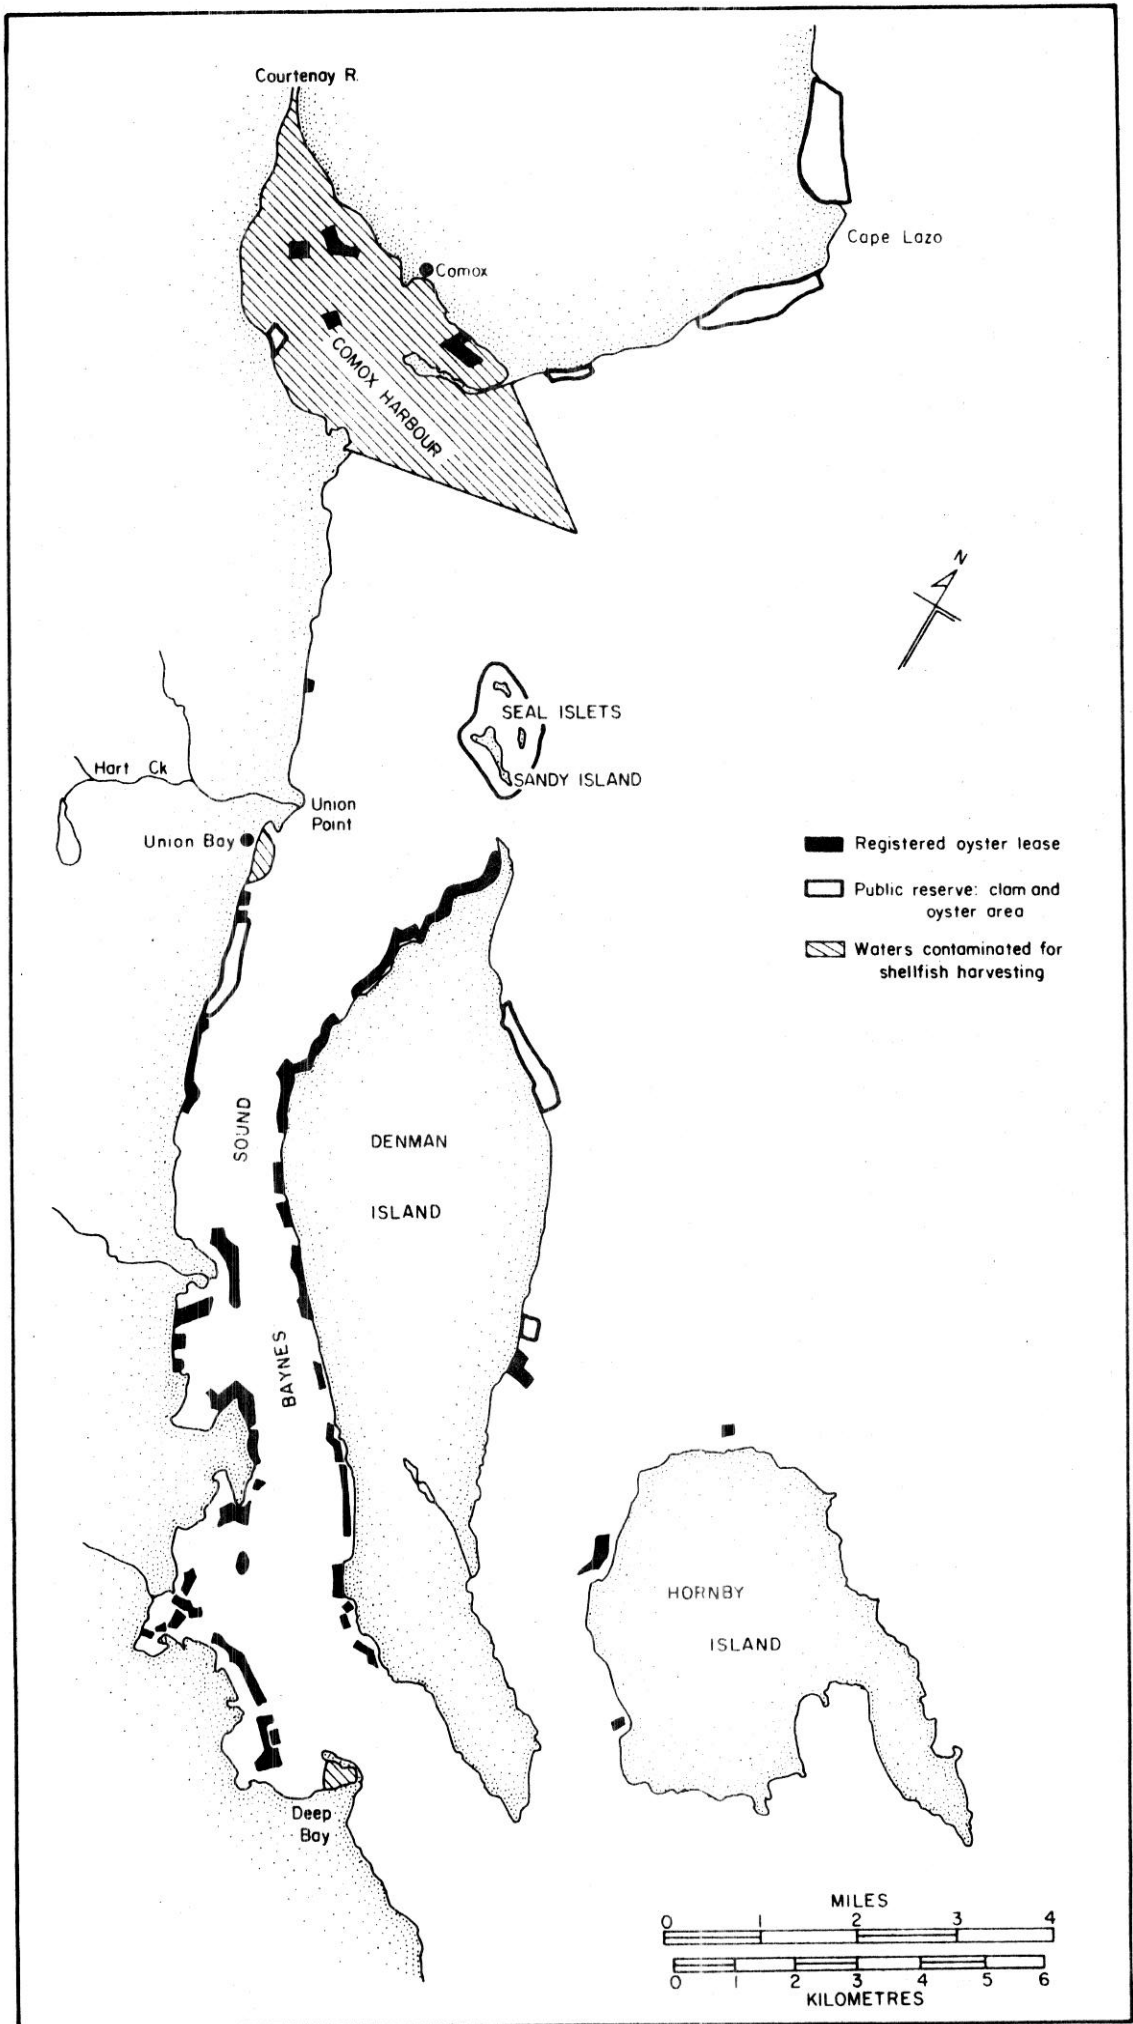 Courtenay R.
Cape Lazo
Comox
COMOX HARBOUR
N
SEAL ISLETS
SANDY ISLAND
Hart Ck
Union
Point
Union Bay
Registered oyster lease
Public reserve: clam and
oyster area
Waters contaminated for
shellfish harvesting
BAYNES SOUND
DENMAN
ISLAND
HORNBY
ISLAND
Deep
Bay
MILES
0 1 2 3 4
0 1 2 3 4 5 6
KILOMETRES